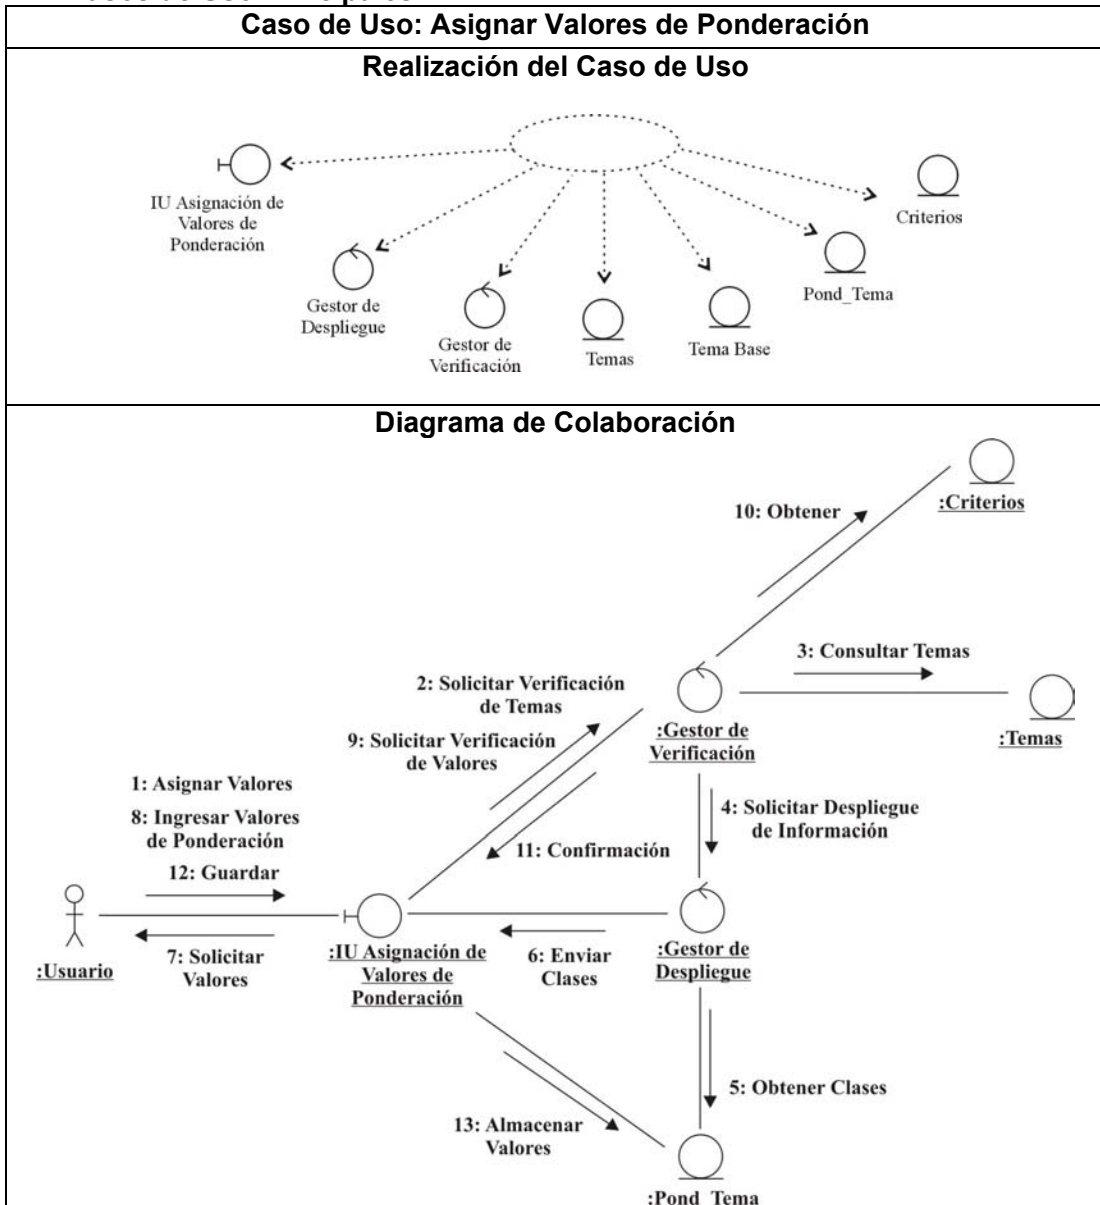 Caso de Uso: Asignar Valores de Ponderación
Realización del Caso de Uso
IU Asignación de
Valores de
Ponderación
Gestor de
Despliegue
Gestor de
Verificación
Temas
Tema Base
Pond_Tema
Criterios
Diagrama de Colaboración
10: Obtener
:Criterios
3: Consultar Temas
:Temas
2: Solicitar Verificación
de Temas
9: Solicitar Verificación
de Valores
:Gestor de
Verificación
1: Asignar Valores
8: Ingresar Valores
de Ponderación
12: Guardar
4: Solicitar Despliegue
de Información
11: Confirmación
:Usuario
7: Solicitar
Valores
:IU Asignación de
Valores de
Ponderación
6: Enviar
Clases
:Gestor de
Despliegue
5: Obtener Clases
13: Almacenar
Valores
:Pond_Tema